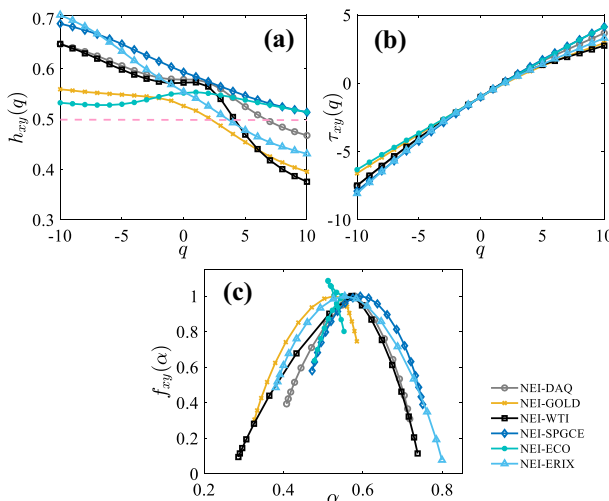 0.7
0.6
0.5
0.4
0.3
-10
-5
0
5
10
q
h_xy(q)
(a)
5
0
-5
-10
-10
-5
0
5
10
q
τ_xy(q)
(b)
1
0.8
0.6
0.4
0.2
0
0.2
0.4
0.6
0.8
α
f_xy(α)
(c)
NEI-DAQ
NEI-GOLD
NEI-WTI
NEI-SPGCE
NEI-ECO
NEI-ERIX